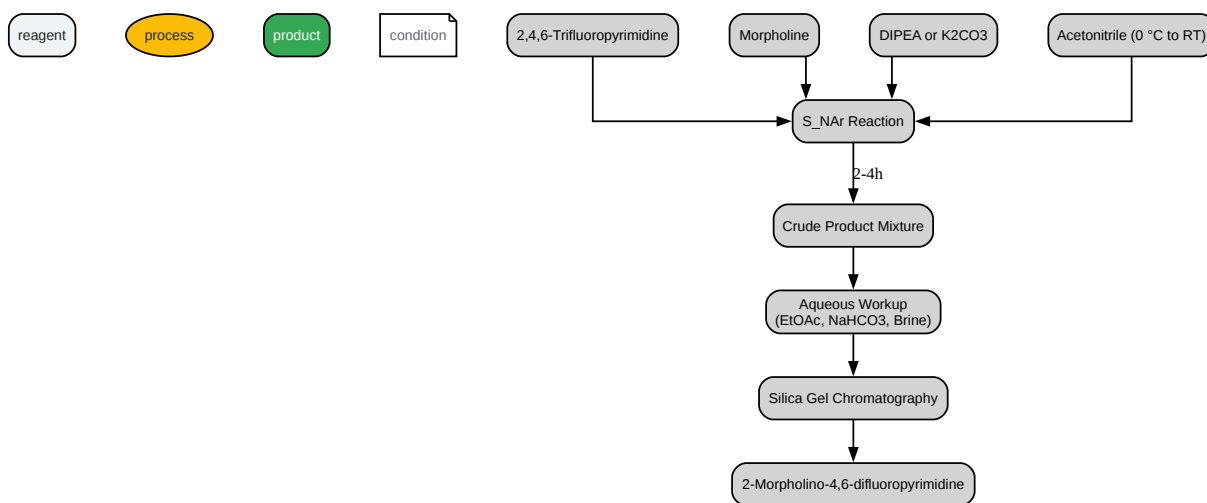 reagent
process
product
condition
2,4,6-Trifluoropyrimidine
Morpholine
DIPEA or K2CO3
Acetonitrile (0 °C to RT)
S_NAr Reaction
2-4h
Crude Product Mixture
Aqueous Workup
(EtOAc, NaHCO3, Brine)
Silica Gel Chromatography
2-Morpholino-4,6-difluoropyrimidine